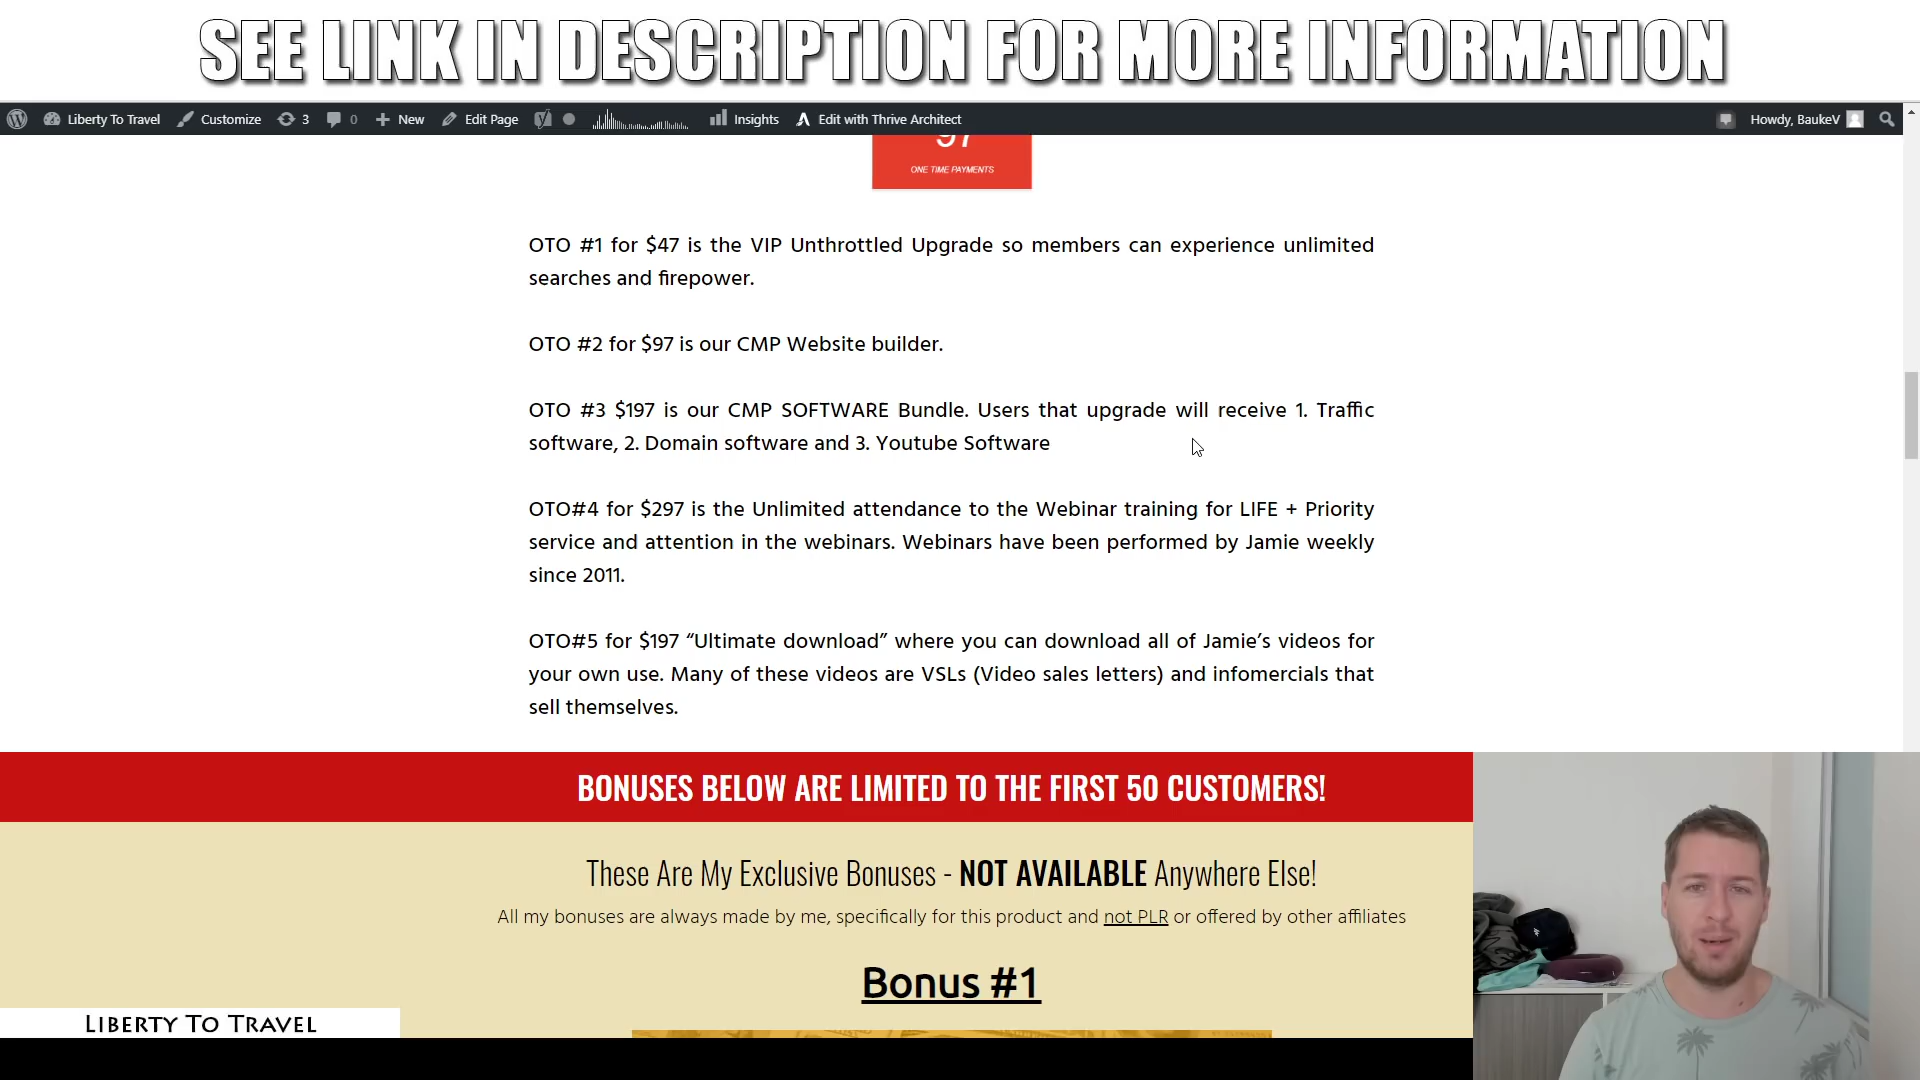 SEE LINK IN DESCRIPTION FOR MORE INFORMATION
Liberty To Travel Customize 3 0 New Edit Page Insights Edit with Thrive Architect Howdy, BaukeV
97
ONE TIME PAYMENTS
OTO #1 for $47 is the VIP Unthrottled Upgrade so members can experience unlimited
searches and firepower.
OTO #2 for $97 is our CMP Website builder.
OTO #3 $197 is our CMP SOFTWARE Bundle. Users that upgrade will receive 1. Traffic
software, 2. Domain software and 3. Youtube Software
OTO#4 for $297 is the Unlimited attendance to the Webinar training for LIFE + Priority
service and attention in the webinars. Webinars have been performed by Jamie weekly
since 2011.
OTO#5 for $197 “Ultimate download” where you can download all of Jamie’s videos for
your own use. Many of these videos are VSLs (Video sales letters) and infomercials that
sell themselves.
BONUSES BELOW ARE LIMITED TO THE FIRST 50 CUSTOMERS!
These Are My Exclusive Bonuses - NOT AVAILABLE Anywhere Else!
All my bonuses are always made by me, specifically for this product and not PLR or offered by other affiliates
Bonus #1
LIBERTY TO TRAVEL